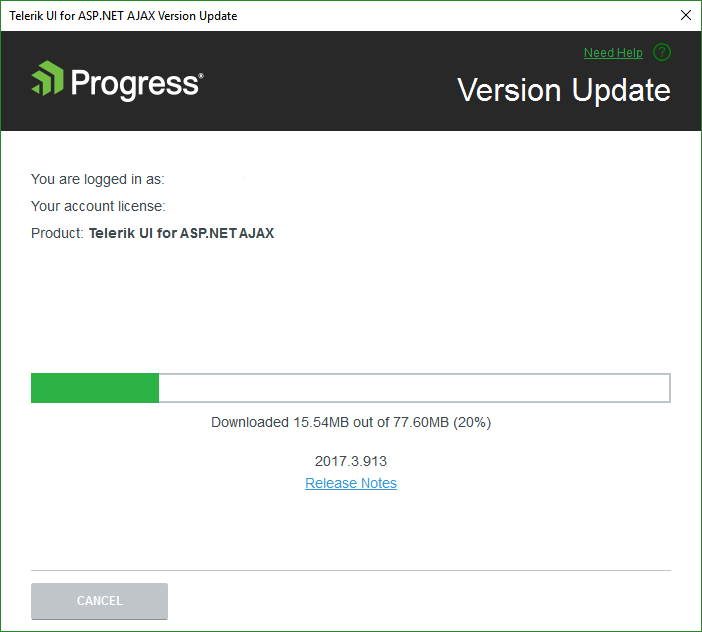 Telerik UI for ASP.NET AJAX Version Update
Need Help ?
Progress®
Version Update
You are logged in as:
Your account license:
Product: Telerik UI for ASP.NET AJAX
Downloaded 15.54MB out of 77.60MB (20%)
2017.3.913
Release Notes
CANCEL